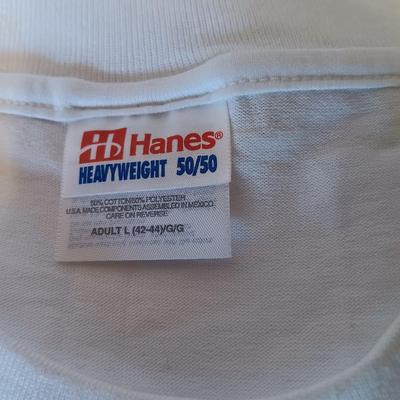 Hanes®
HEAVYWEIGHT 50/50
50% COTTON/50% POLYESTER
U.S.A. MADE COMPONENTS ASSEMBLED IN MEXICO
CARE ON REVERSE
ADULT L (42-44)/G/G